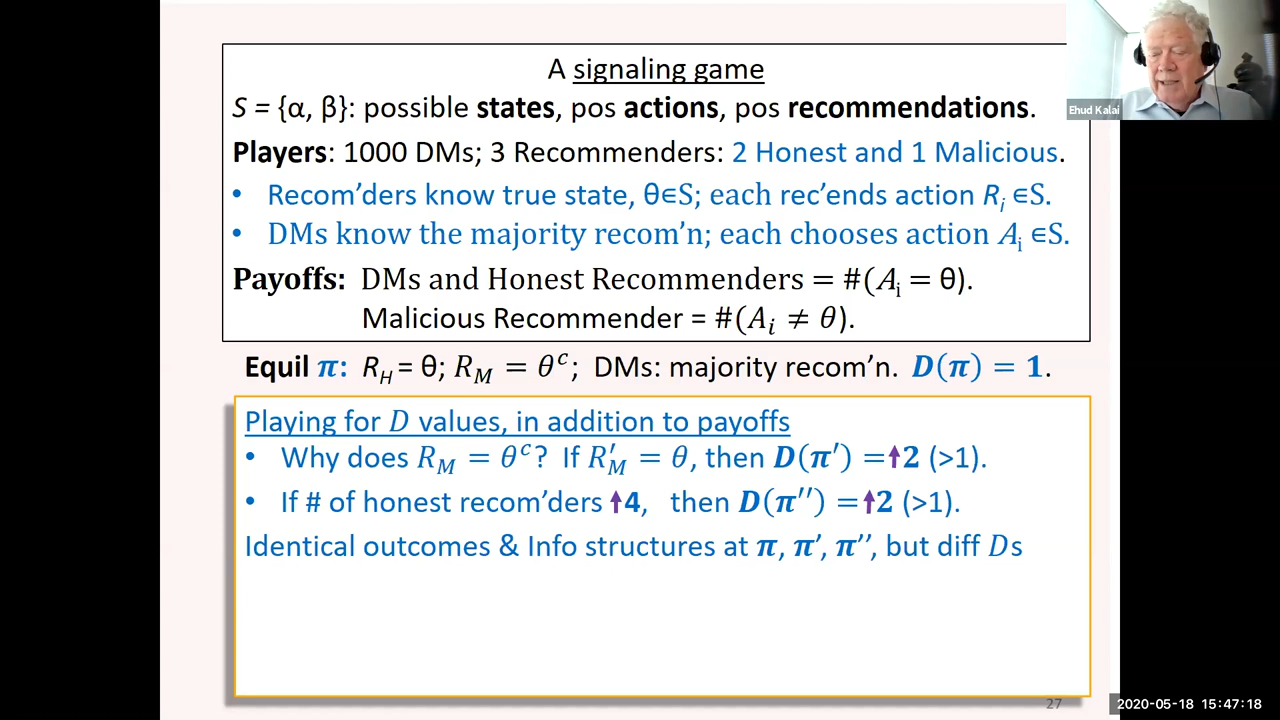 A signaling game
S = {α, β}: possible states, pos actions, pos recommendations.
Players: 1000 DMs; 3 Recommenders: 2 Honest and 1 Malicious.
• Recom’ders know true state, θ∈S; each rec’ends action Rᵢ ∈S.
• DMs know the majority recom’n; each chooses action Aᵢ ∈S.
Payoffs: DMs and Honest Recommenders = #(Aᵢ = θ).
Malicious Recommender = #(Aᵢ ≠ θ).
Equil π: R_H = θ; R_M = θᶜ; DMs: majority recom’n. D(π) = 1.
Playing for D values, in addition to payoffs
• Why does R_M = θᶜ? If R′_M = θ, then D(π′) =↑2 (>1).
• If # of honest recom’ders ↑4, then D(π′′) =↑2 (>1).
Identical outcomes & Info structures at π, π’, π’’, but diff Ds
27
Ehud Kalai
2020-05-18 15:47:18